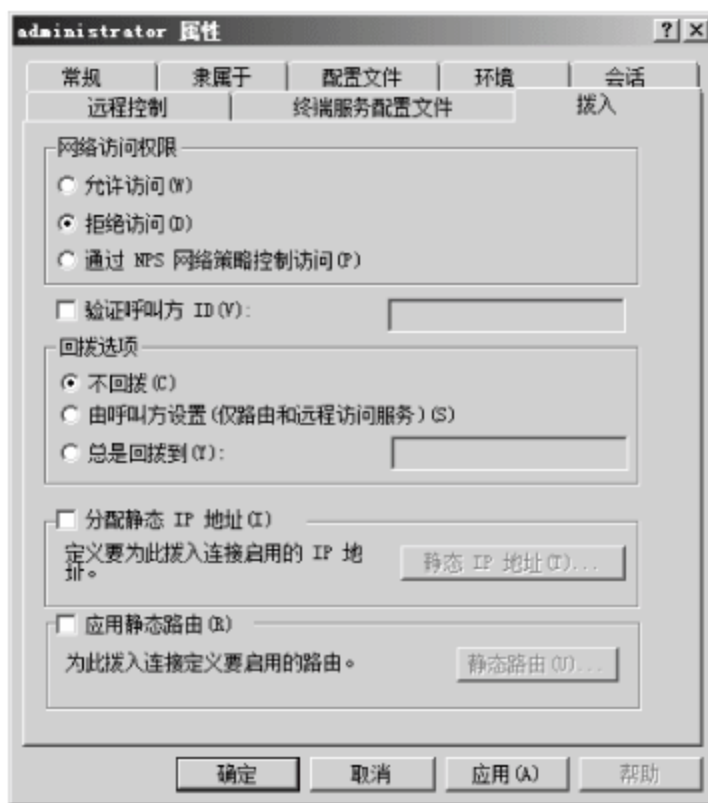 administrator 属性
常规 隶属于 配置文件 环境 会话
远程控制 终端服务配置文件 拨入
网络访问权限
允许访问(W)
拒绝访问(D)
通过 NPS 网络策略控制访问(P)
验证呼叫方 ID(V):
回拨选项
不回拨(C)
由呼叫方设置(仅路由和远程访问服务)(S)
总是回拨到(Y):
分配静态 IP 地址(I)
定义要为此拨入连接启用的 IP 地
址。
静态 IP 地址(T)...
应用静态路由(R)
为此拨入连接定义要启用的路由。
静态路由(U)...
确定 取消 应用(A) 帮助